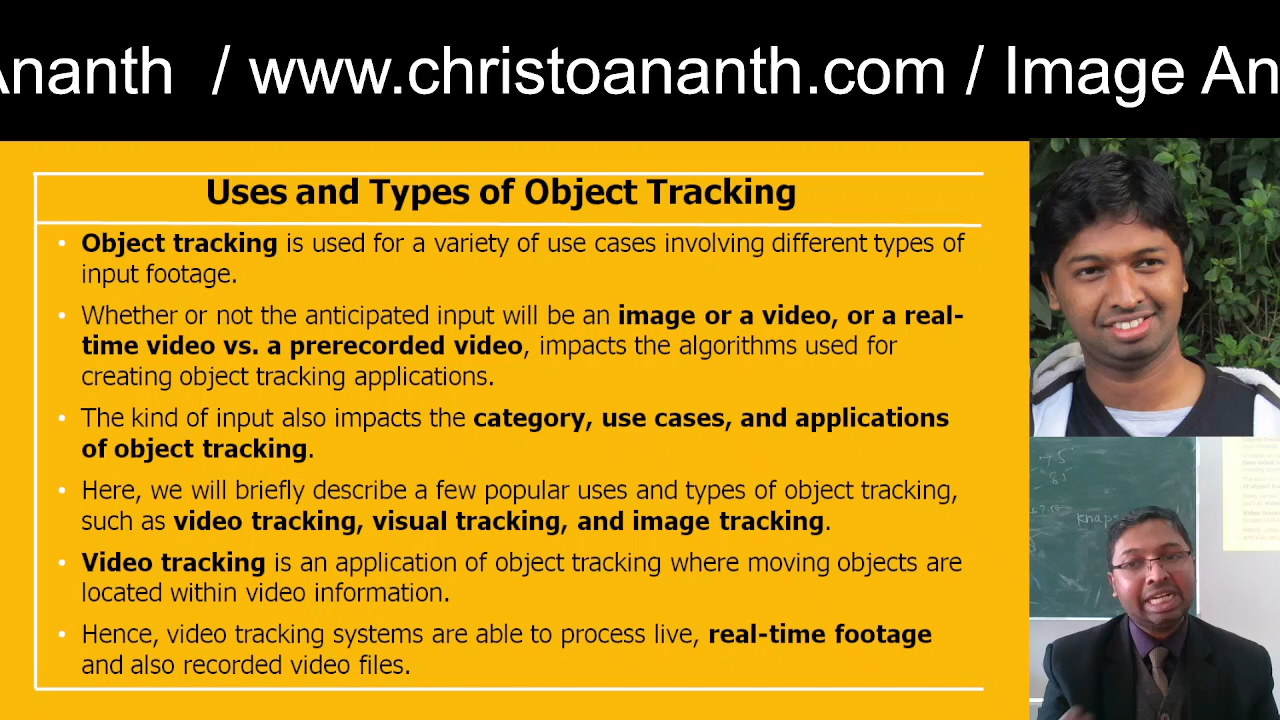 Ananth / www.christoananth.com / Image An
Uses and Types of Object Tracking
• Object tracking is used for a variety of use cases involving different types of
input footage.
• Whether or not the anticipated input will be an image or a video, or a real-
time video vs. a prerecorded video, impacts the algorithms used for
creating object tracking applications.
• The kind of input also impacts the category, use cases, and applications
of object tracking.
• Here, we will briefly describe a few popular uses and types of object tracking,
such as video tracking, visual tracking, and image tracking.
• Video tracking is an application of object tracking where moving objects are
located within video information.
• Hence, video tracking systems are able to process live, real-time footage
and also recorded video files.
knaps